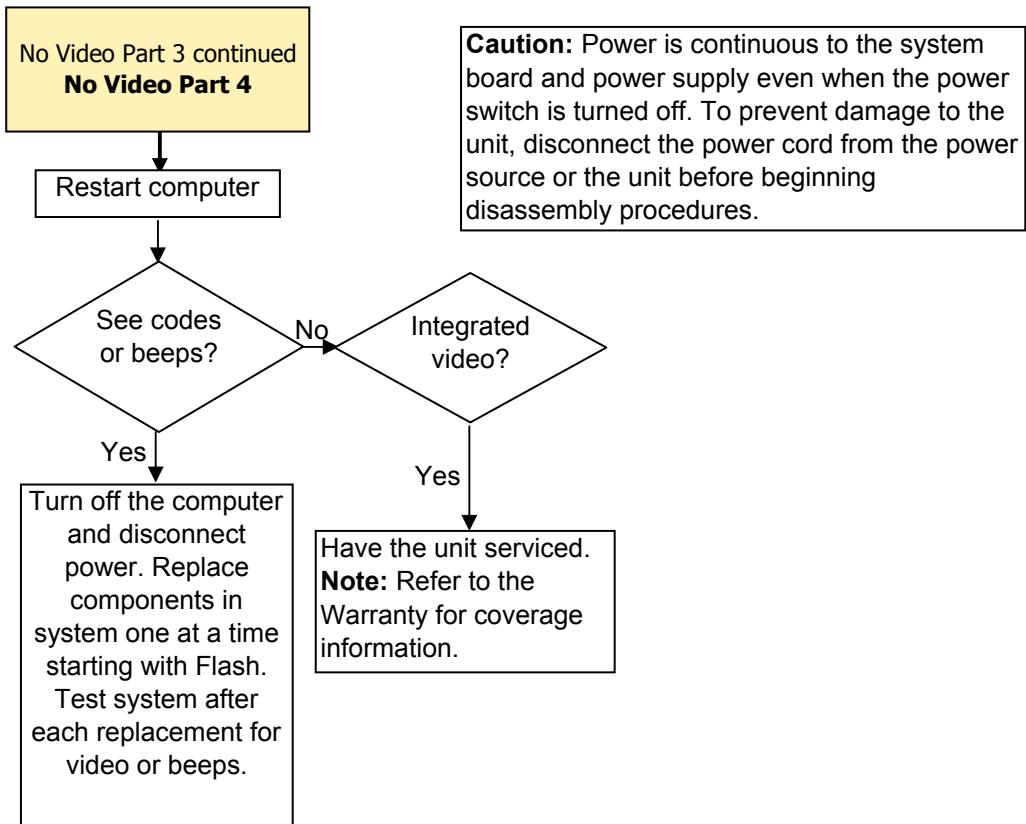 No Video Part 3 continued
No Video Part 4
Caution: Power is continuous to the system
board and power supply even when the power
switch is turned off. To prevent damage to the
unit, disconnect the power cord from the power
source or the unit before beginning
disassembly procedures.
Restart computer
See codes
or beeps?
No
Integrated
video?
Yes
Turn off the computer
and disconnect
power. Replace
components in
system one at a time
starting with Flash.
Test system after
each replacement for
video or beeps.
Yes
Have the unit serviced.
Note: Refer to the
Warranty for coverage
information.